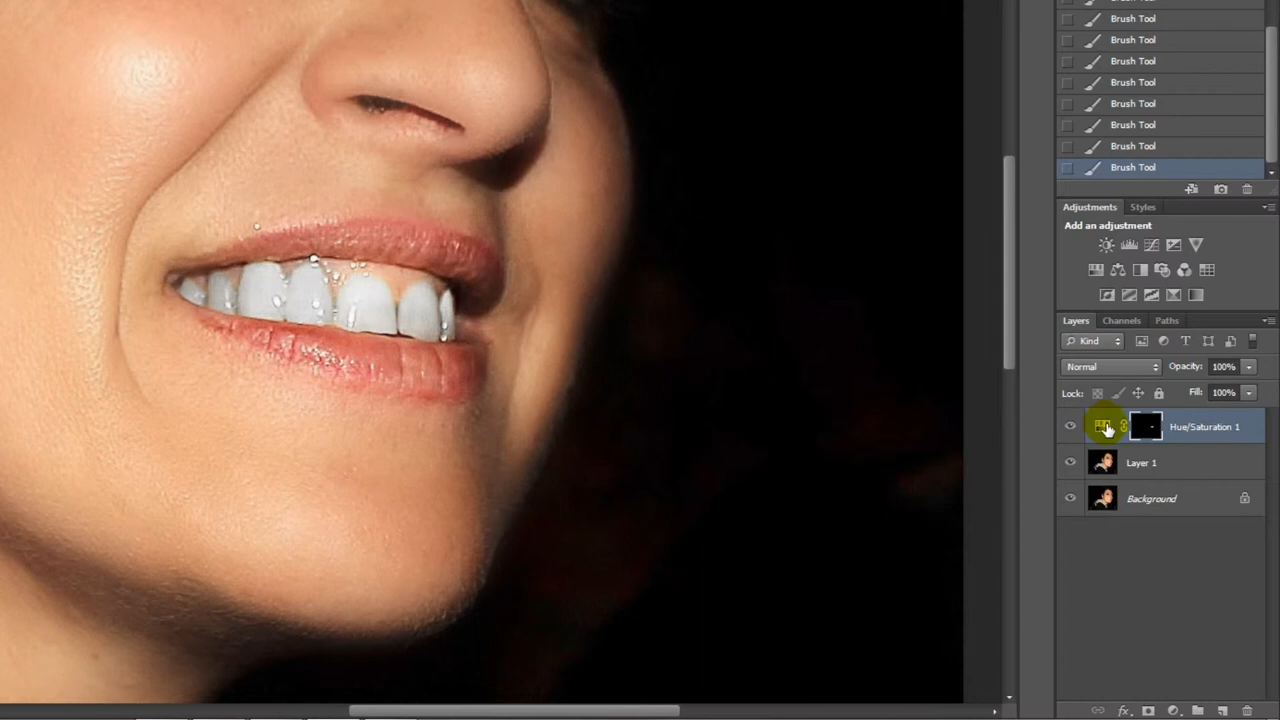 Brush Tool
Brush Tool
Brush Tool
Brush Tool
Brush Tool
Brush Tool
Brush Tool
Brush Tool
Adjustments Styles
Add an adjustment
Layers Channels Paths
Kind
Normal Opacity: 100%
Lock: Fill: 100%
Hue/Saturation 1
Layer 1
Background
fx